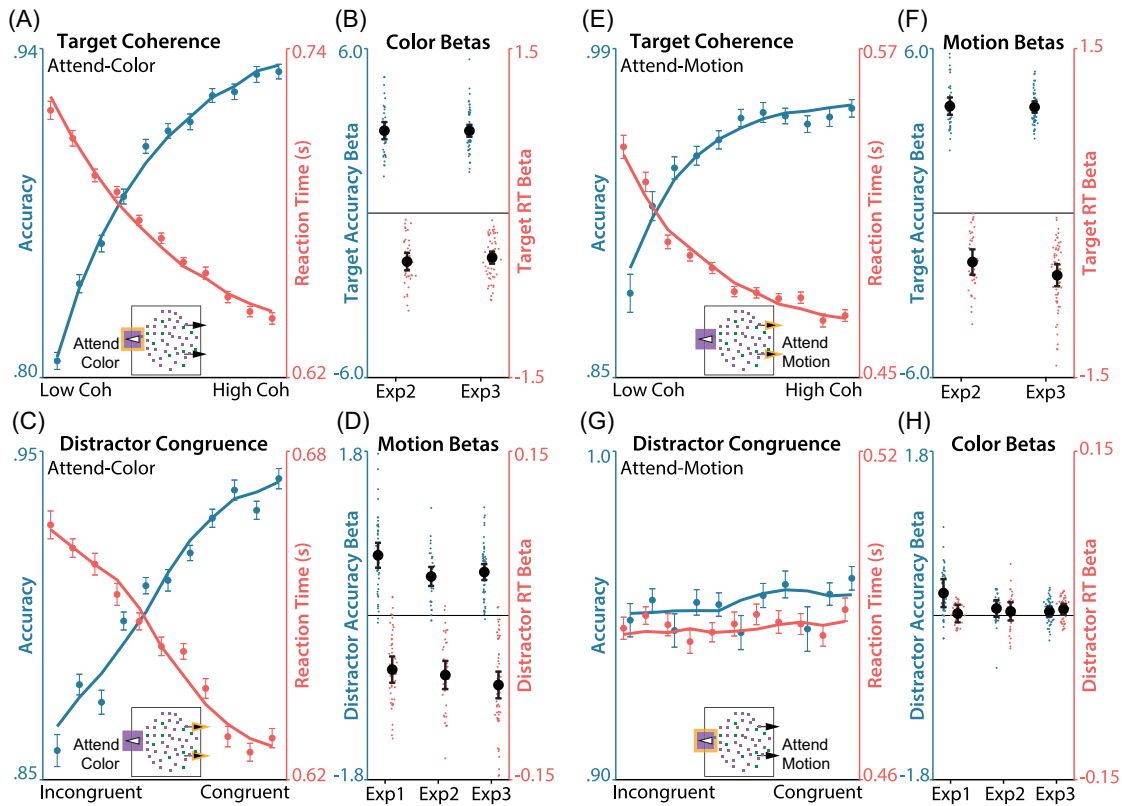 (A)
Target Coherence
Attend-Color
.94
0.74
Accuracy
Reaction Time (s)
Attend
Color
.80
0.62
Low Coh
High Coh
(B)
Color Betas
6.0
1.5
Target Accuracy Beta
Target RT Beta
-6.0
-1.5
Exp2
Exp3
(E)
Target Coherence
Attend-Motion
.99
0.57
Accuracy
Reaction Time (s)
Attend
Motion
.85
0.45
Low Coh
High Coh
(F)
Motion Betas
6.0
1.5
Target Accuracy Beta
Target RT Beta
-6.0
-1.5
Exp2
Exp3
(C)
Distractor Congruence
Attend-Color
.95
0.68
Accuracy
Reaction Time (s)
Attend
Color
.85
0.62
Incongruent
Congruent
(D)
Motion Betas
1.8
0.15
Distractor Accuracy Beta
Distractor RT Beta
-1.8
-0.15
Exp1
Exp2
Exp3
(G)
Distractor Congruence
Attend-Motion
1.0
0.52
Accuracy
Reaction Time (s)
Attend
Motion
.90
0.46
Incongruent
Congruent
(H)
Color Betas
1.8
0.15
Distractor Accuracy Beta
Distractor RT Beta
-1.8
-0.15
Exp1
Exp2
Exp3